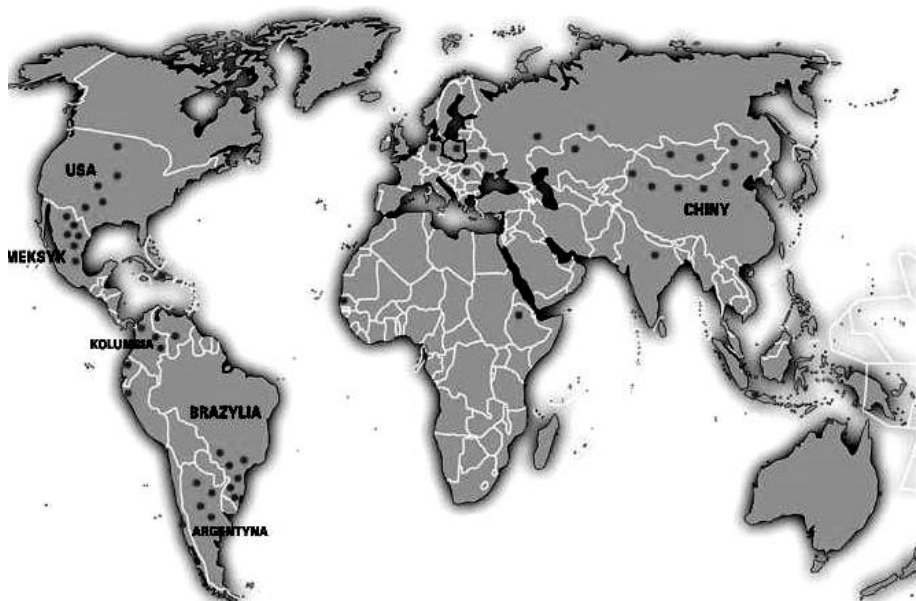 USA
CHINY
MEKSYK
KOLUMBIA
BRAZYLIA
ARGENTYNA